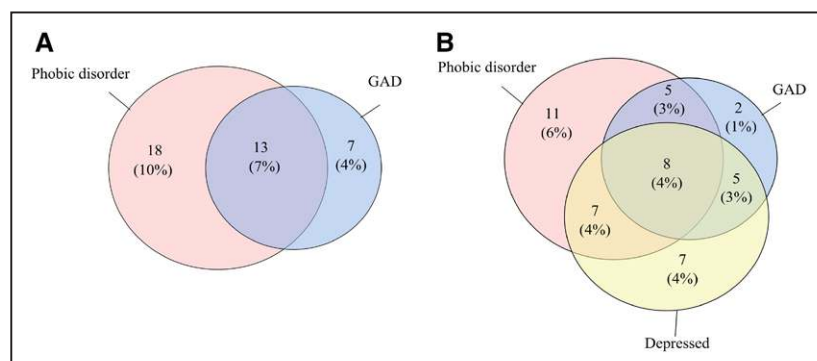 A
Phobic disorder
GAD
18
(10%)
13
(7%)
7
(4%)
B
Phobic disorder
GAD
11
(6%)
5
(3%)
2
(1%)
8
(4%)
5
(3%)
7
(4%)
7
(4%)
Depressed